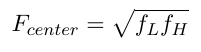 $F_{center} = \sqrt{f_L f_H}$